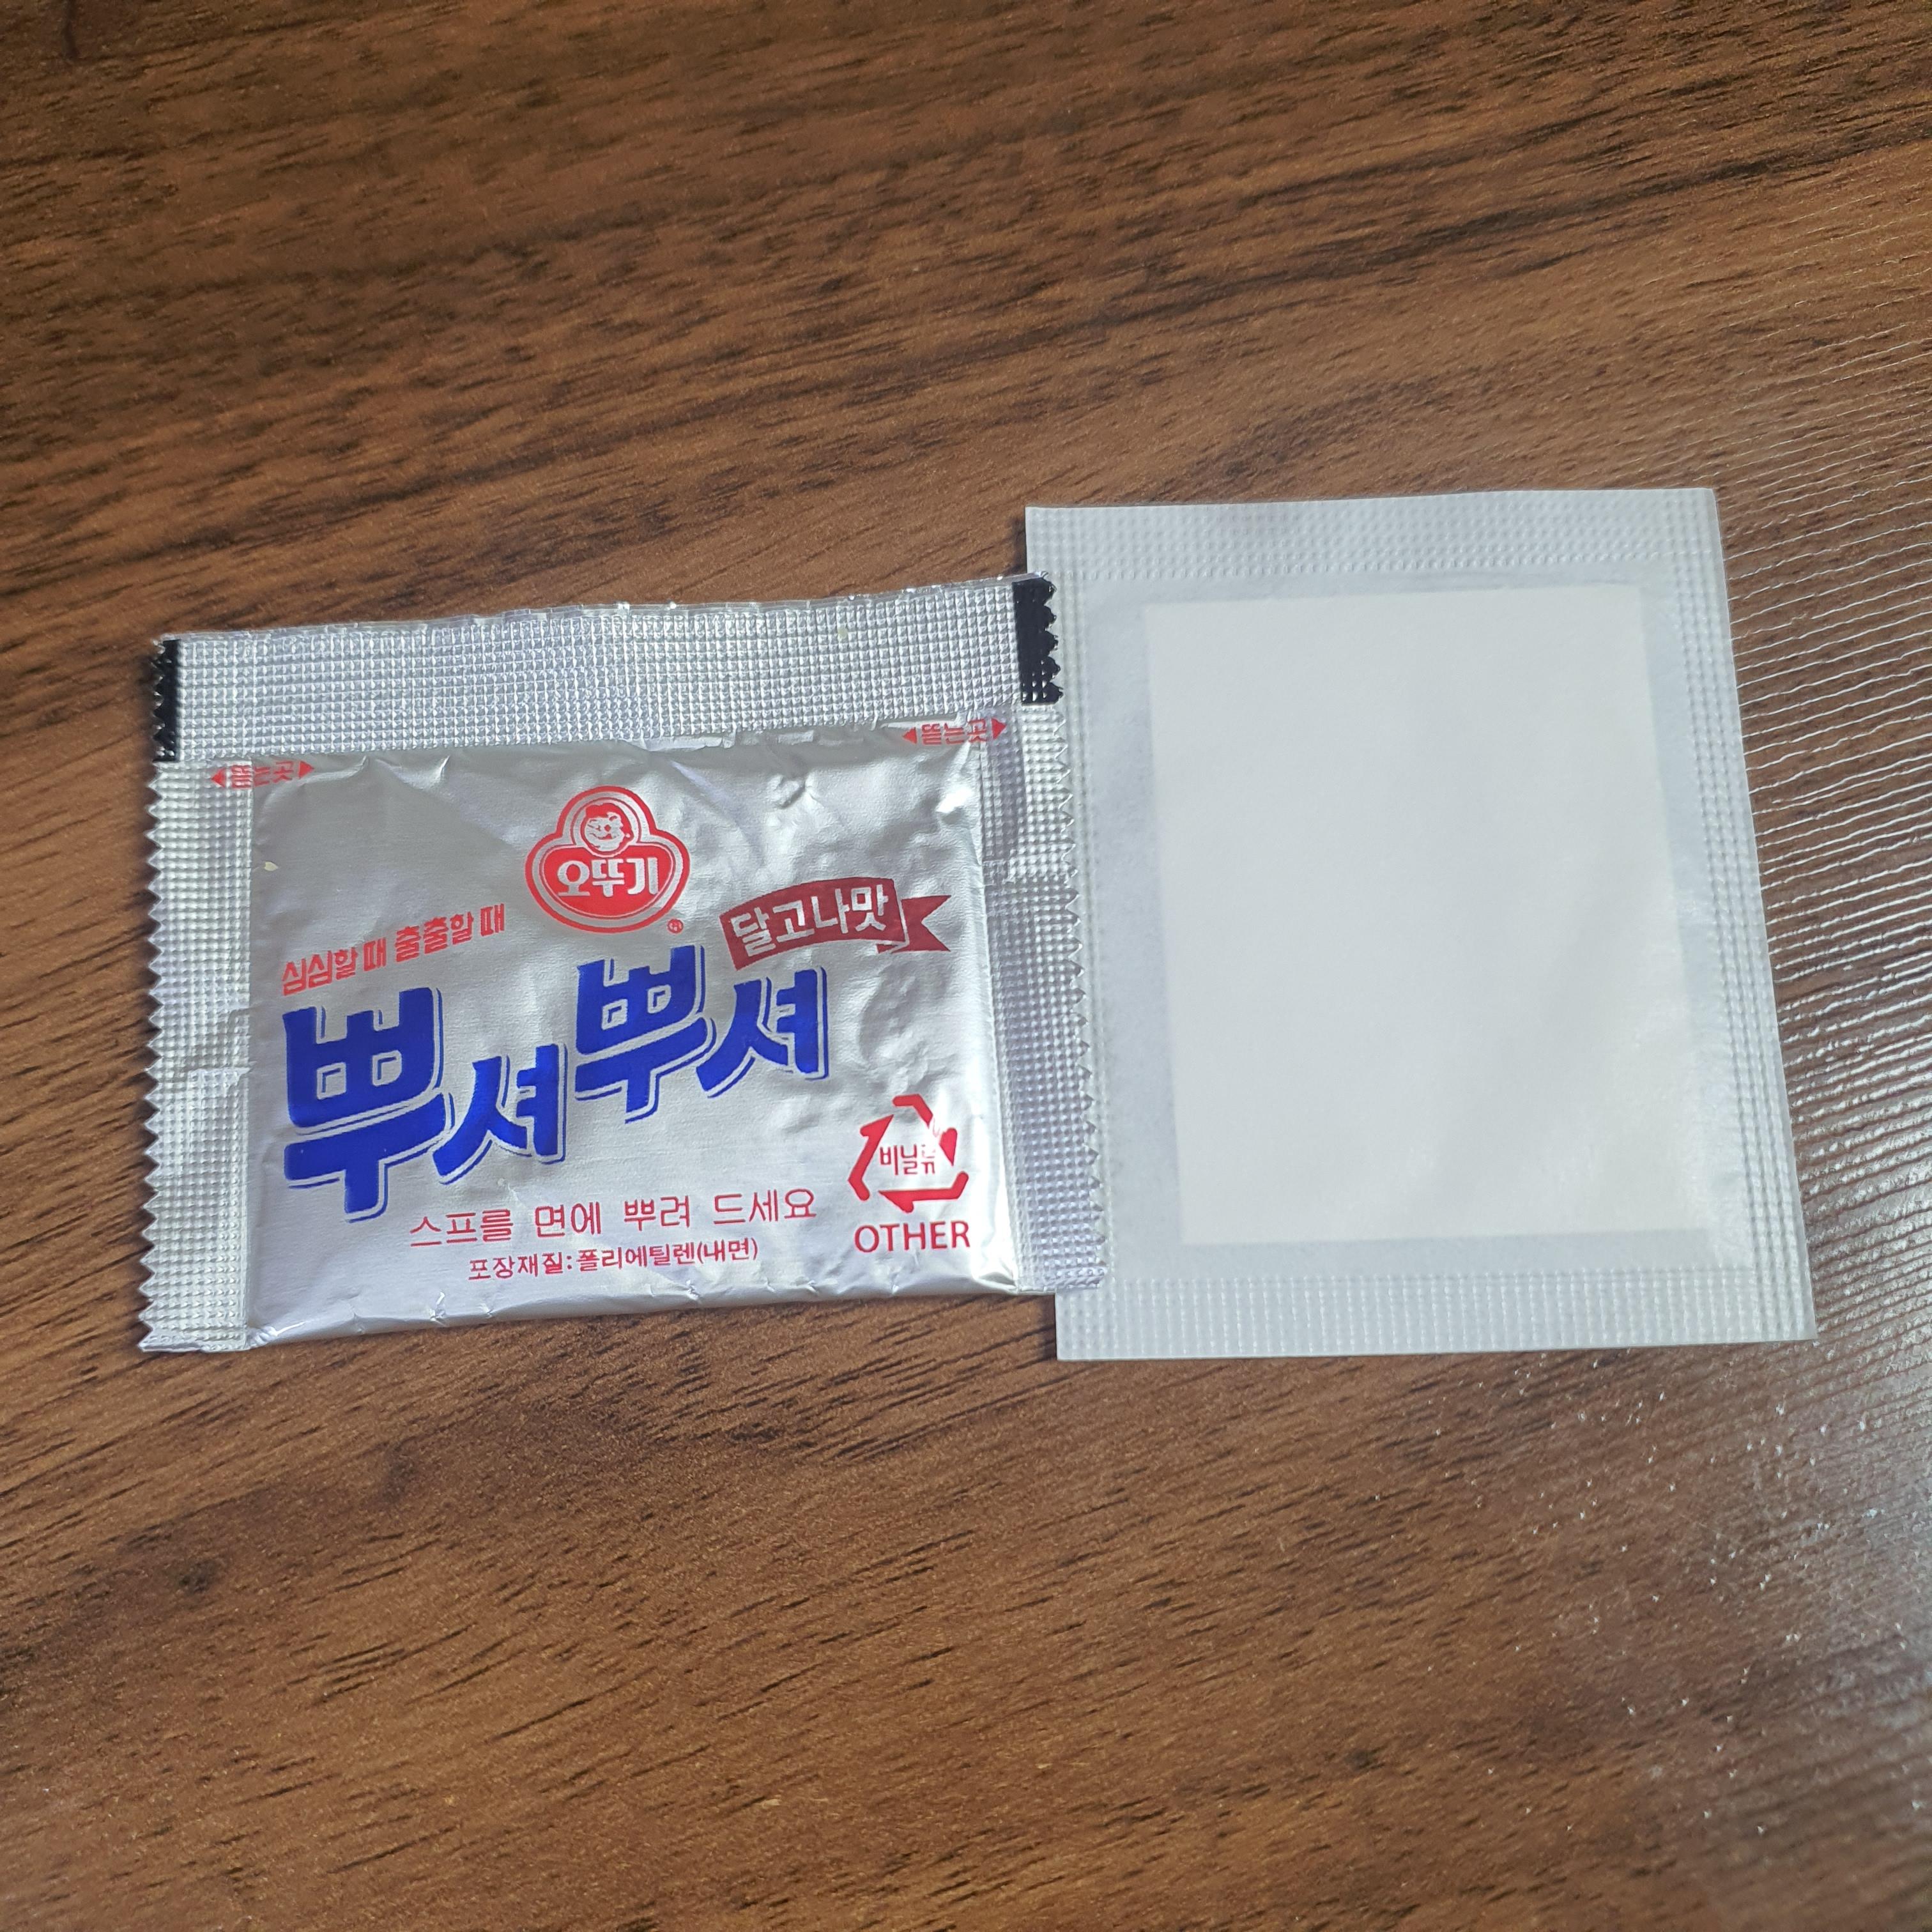 뜯는곳
뜯는곳
오뚜기
달고나맛
심심할 때 출출할 때
뿌셔뿌셔
비닐류
스프를 면에 뿌려 드세요
OTHER
포장재질:폴리에틸렌(내면)